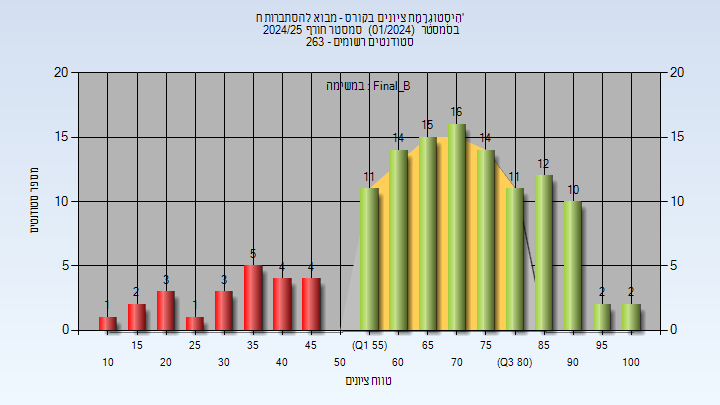 היסטוגרמת ציונים בקורס - מבוא להסתברות ח'
בסמסטר (01/2024) סמסטר חורף 2024/25
סטודנטים רשומים - 263
במשימה : Final_B
מספר סטודנטים
20
15
10
5
0
20
15
10
5
0
1 2 3 1 3 5 4 4 11 14 15 16 14 11 12 10 2 2
15 25 35 45 (Q1 55) 65 75 85 95
10 20 30 40 50 60 70 (Q3 80) 90 100
טווח ציונים